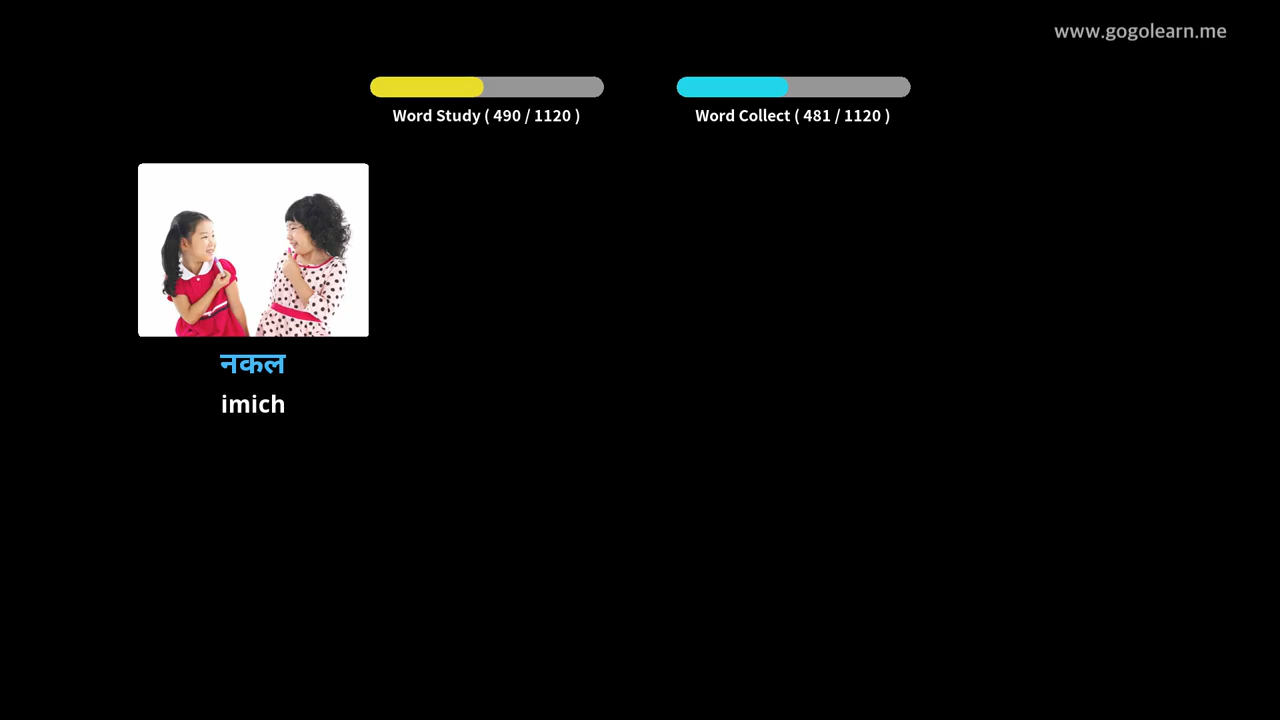 www.gogolearn.me
Word Study ( 490 / 1120 )
Word Collect ( 481 / 1120 )
नकल
imich